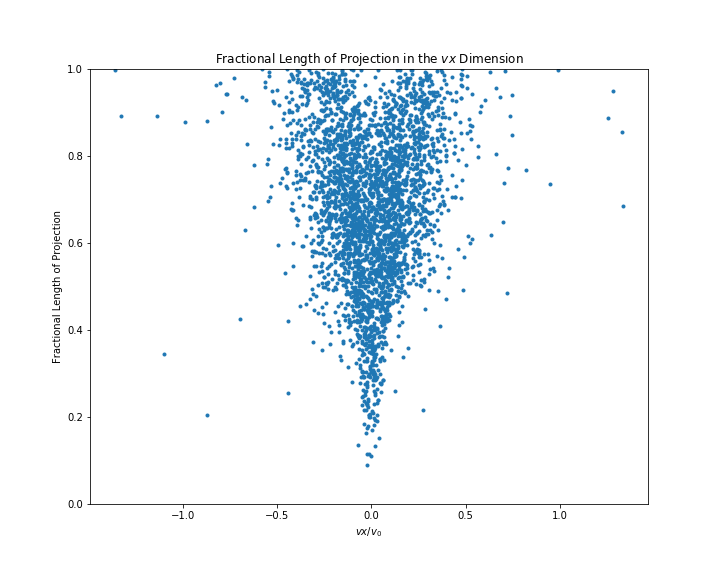 Fractional Length of Projection in the vx Dimension
1.0
0.8
0.6
0.4
0.2
0.0
Fractional Length of Projection
−1.0 −0.5 0.0 0.5 1.0
vx/v₀